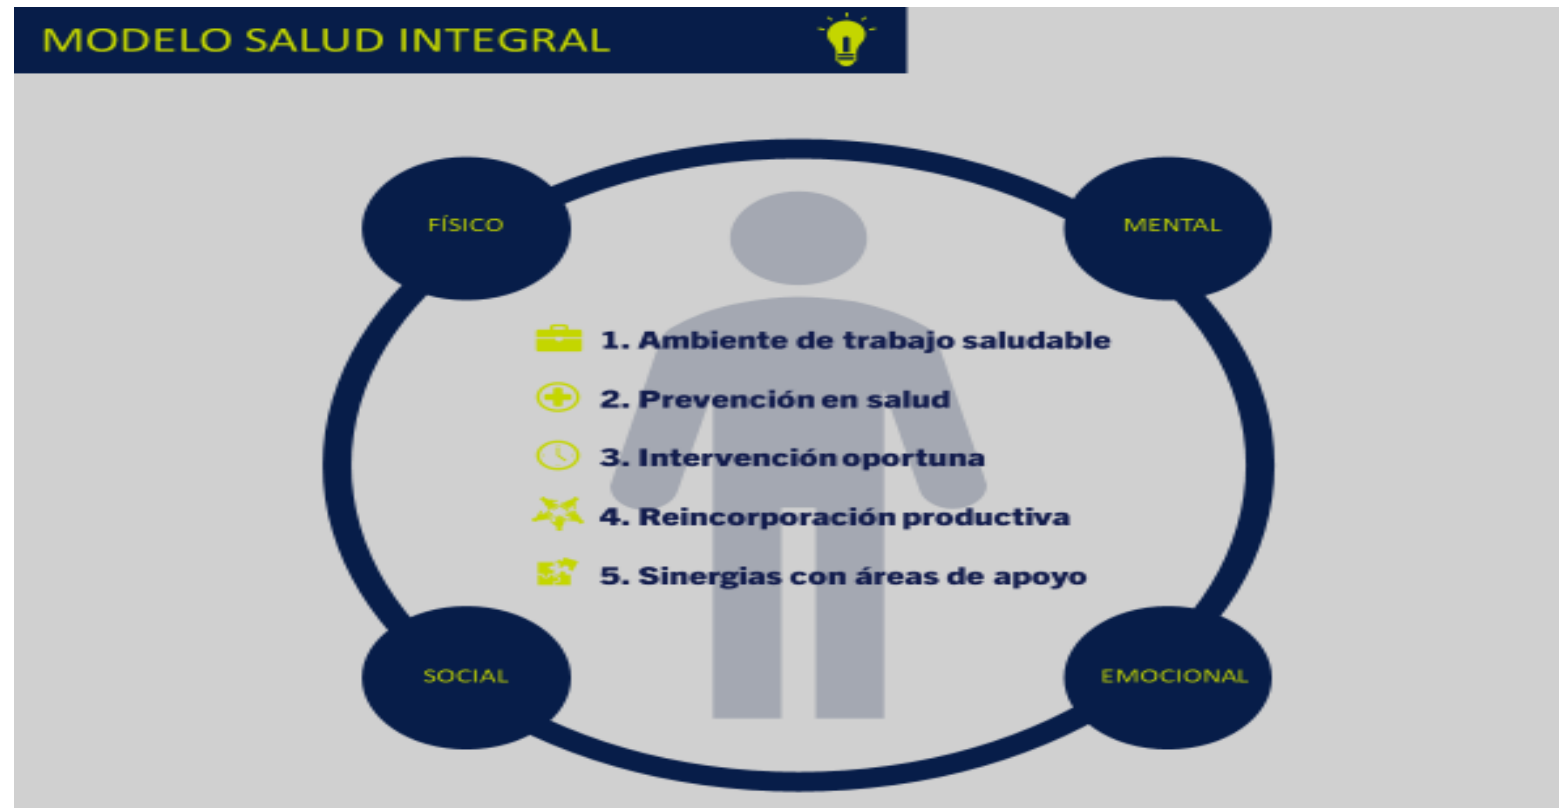 MODELO SALUD INTEGRAL
FÍSICO
MENTAL
1. Ambiente de trabajo saludable
2. Prevención en salud
3. Intervención oportuna
4. Reincorporación productiva
5. Sinergias con áreas de apoyo
SOCIAL
EMOCIONAL